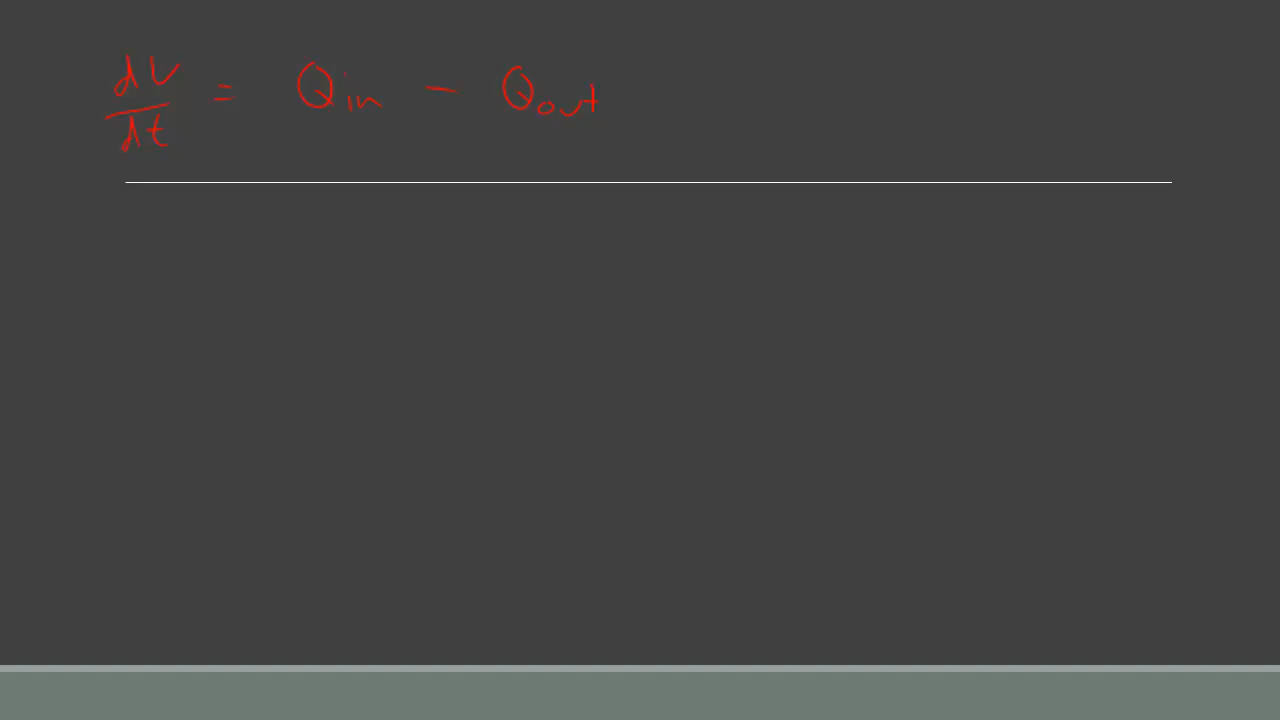 dV/dt = Qin - Qout